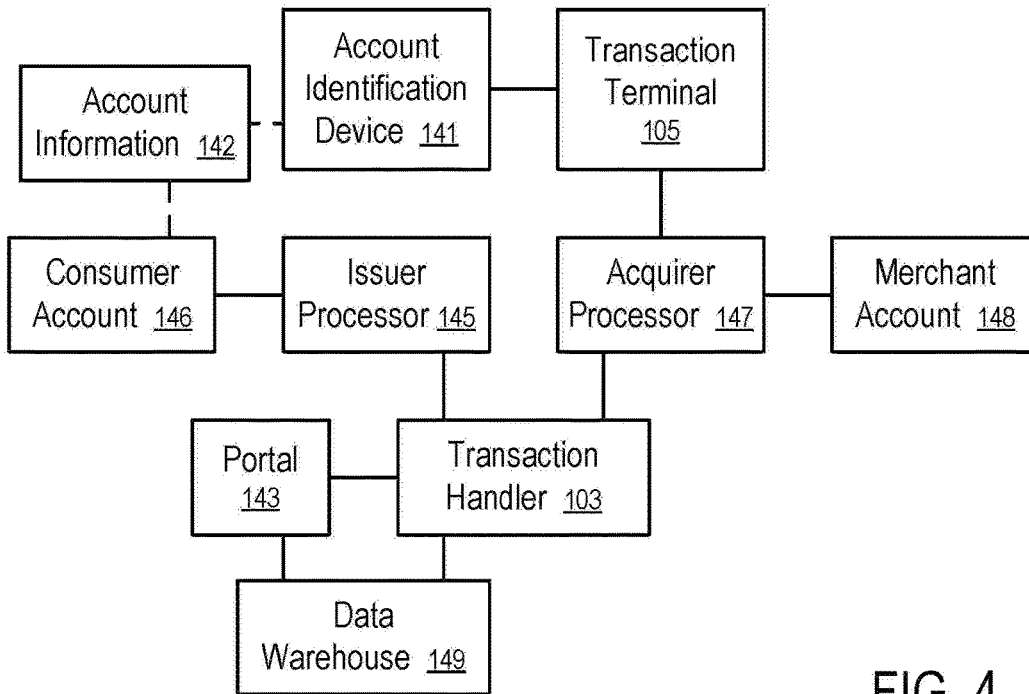 Account
Information 142
Account
Identification
Device 141
Transaction
Terminal
105
Consumer
Account 146
Issuer
Processor 145
Acquirer
Processor 147
Merchant
Account 148
Portal
143
Transaction
Handler 103
Data
Warehouse 149
FIG. 4